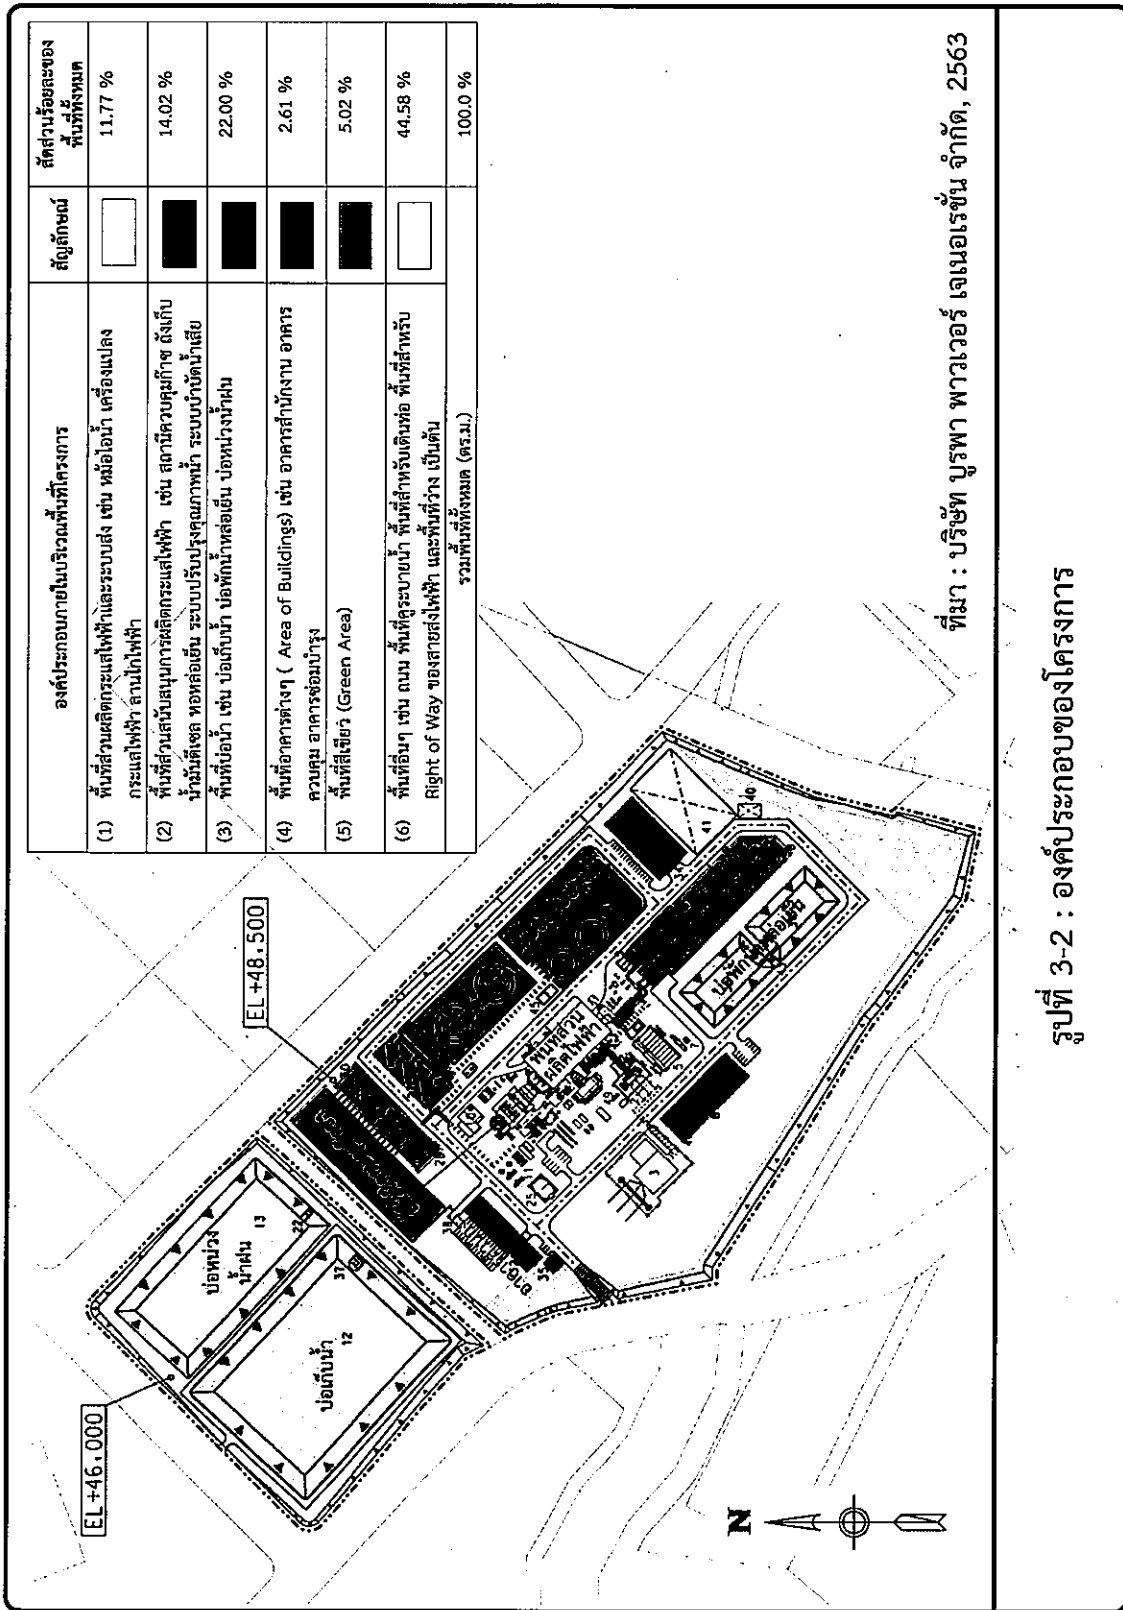 องค์ประกอบภายในบริเวณพื้นที่โครงการ
สัญลักษณ์
สัดส่วนร้อยละของ
พื้นที่ทั้งหมด
(1) พื้นที่ส่วนผลิตกระแสไฟฟ้าและระบบส่ง เช่น หม้อไอน้ำ เครื่องแปลง
กระแสไฟฟ้า ลานไกไฟฟ้า
11.77 %
(2) พื้นที่ส่วนสนับสนุนการผลิตกระแสไฟฟ้า เช่น สถานีควบคุมก๊าซ ถังเก็บ
น้ำมันดีเซล หอหล่อเย็น ระบบปรับปรุงคุณภาพน้ำ ระบบบำบัดน้ำเสีย
14.02 %
(3) พื้นที่บ่อน้ำ เช่น บ่อเก็บน้ำ บ่อพักน้ำหล่อเย็น บ่อหน่วงน้ำฝน
22.00 %
(4) พื้นที่อาคารต่างๆ ( Area of Buildings) เช่น อาคารสำนักงาน อาคาร
ควบคุม อาคารซ่อมบำรุง
2.61 %
(5) พื้นที่สีเขียว (Green Area)
5.02 %
(6) พื้นที่อื่นๆ เช่น ถนน พื้นที่คูระบายน้ำ พื้นที่สำหรับเดินท่อ พื้นที่สำหรับ
Right of Way ของสายส่งไฟฟ้า และพื้นที่ว่าง เป็นต้น
44.58 %
รวมพื้นที่ทั้งหมด (ตร.ม.)
100.0 %
EL+46.000
EL+48.500
บ่อหน่วง
น้ำฝน
13
22
37
บ่อเก็บน้ำ
12
38
35
25
พื้นที่ส่วน
ผลิตไฟฟ้า
5
บ่อพักน้ำหล่อเย็น
41
40
N
ที่มา : บริษัท บูรพา พาวเวอร์ เจเนอเรชั่น จำกัด, 2563
รูปที่ 3-2 : องค์ประกอบของโครงการ